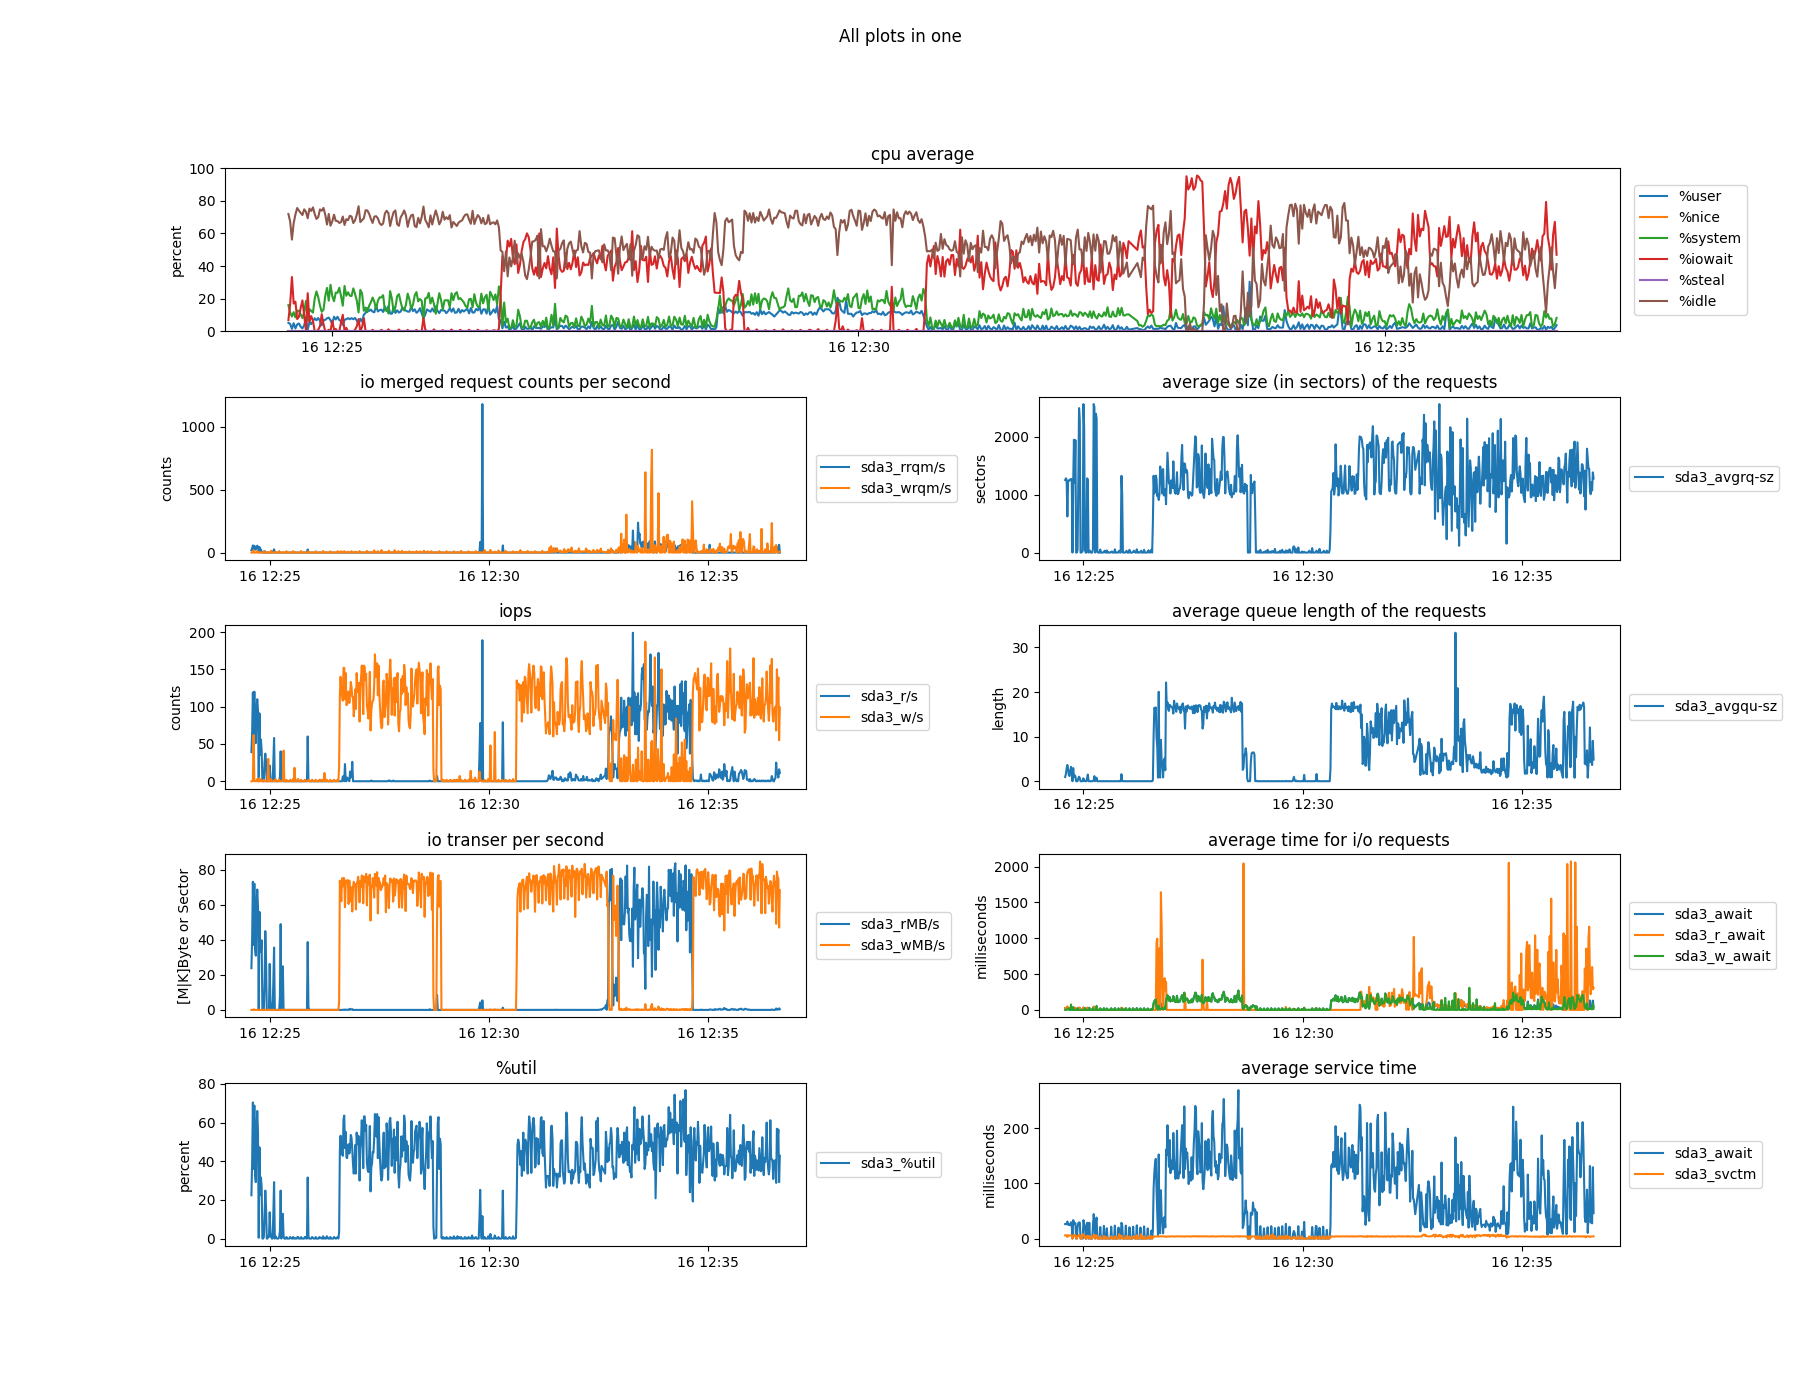 All plots in one
cpu average
percent
100
80
60
40
20
0
16 12:25
16 12:30
16 12:35
%user
%nice
%system
%iowait
%steal
%idle
io merged request counts per second
counts
1000
500
0
16 12:25
16 12:30
16 12:35
sda3_rrqm/s
sda3_wrqm/s
average size (in sectors) of the requests
sectors
2000
1000
0
16 12:25
16 12:30
16 12:35
sda3_avgrq-sz
iops
counts
200
150
100
50
0
16 12:25
16 12:30
16 12:35
sda3_r/s
sda3_w/s
average queue length of the requests
length
30
20
10
0
16 12:25
16 12:30
16 12:35
sda3_avgqu-sz
io transer per second
[M|K]Byte or Sector
80
60
40
20
0
16 12:25
16 12:30
16 12:35
sda3_rMB/s
sda3_wMB/s
average time for i/o requests
milliseconds
2000
1500
1000
500
0
16 12:25
16 12:30
16 12:35
sda3_await
sda3_r_await
sda3_w_await
%util
percent
80
60
40
20
0
16 12:25
16 12:30
16 12:35
sda3_%util
average service time
milliseconds
200
100
0
16 12:25
16 12:30
16 12:35
sda3_await
sda3_svctm